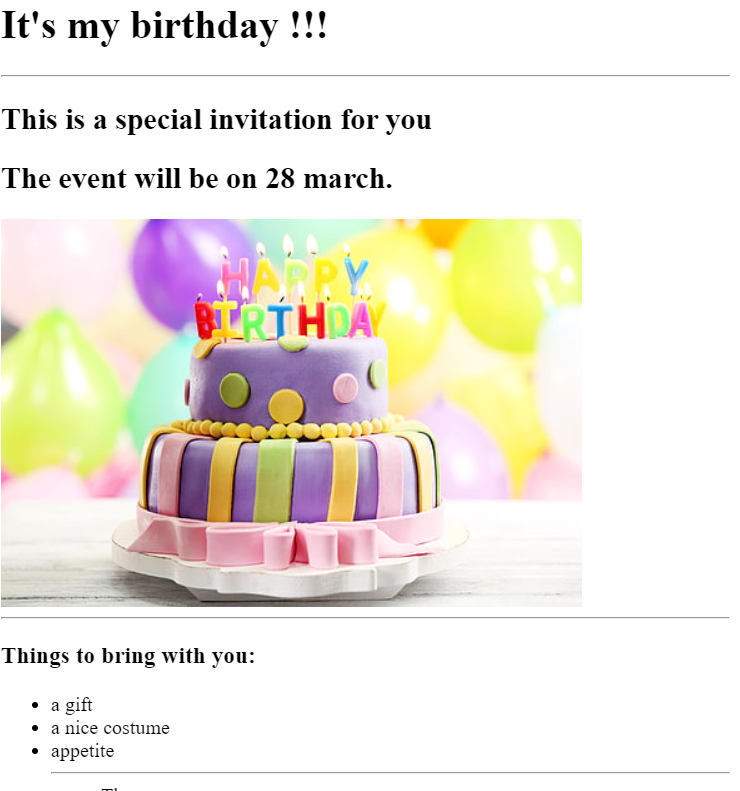 It's my birthday !!!
This is a special invitation for you
The event will be on 28 march.
HAPPY
BIRTHDAY
Things to bring with you:
a gift
a nice costume
appetite